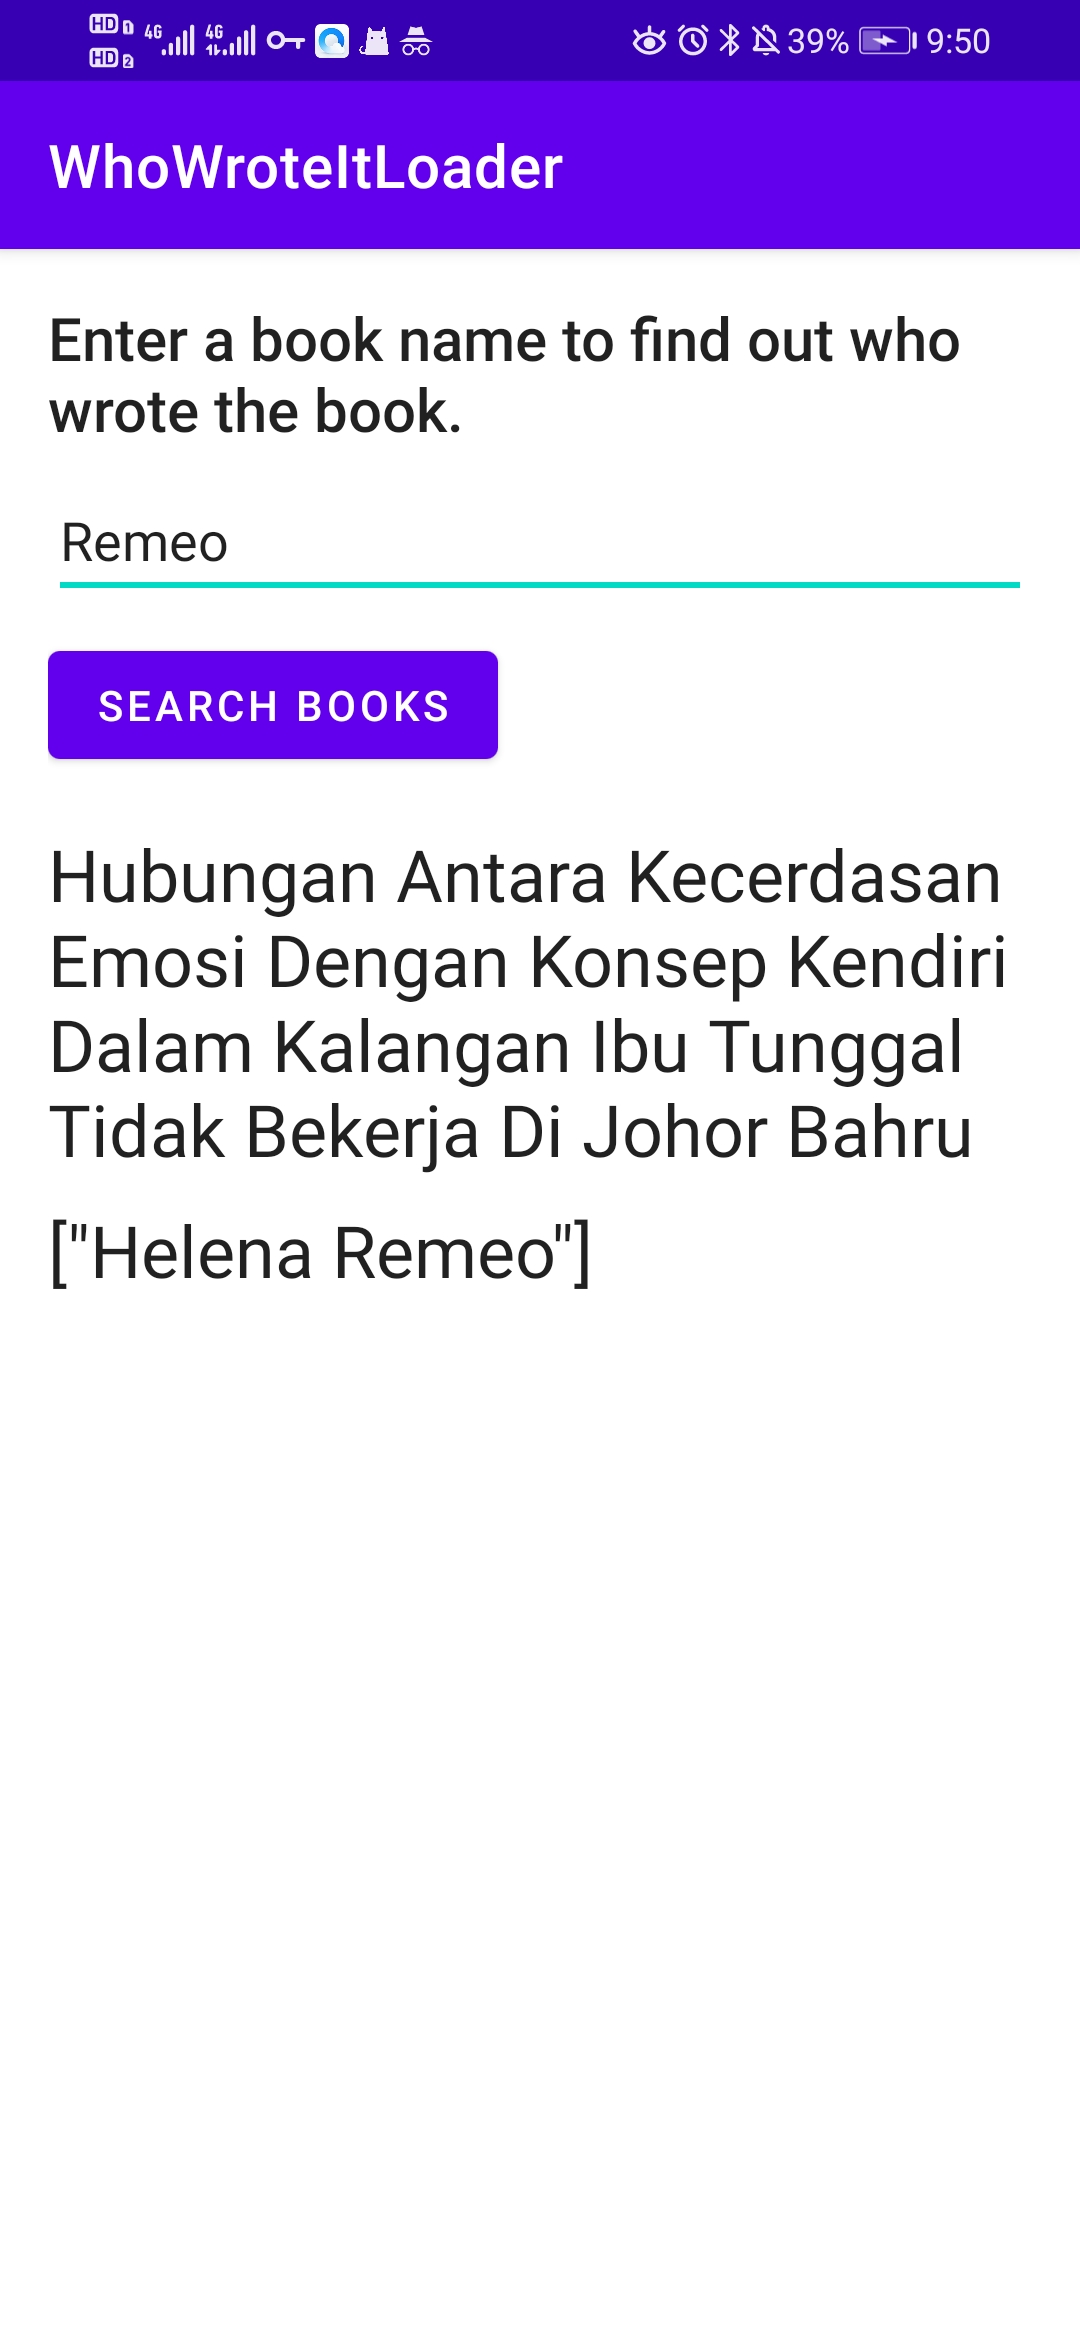 HD 1 4G 4G 39% 9:50
HD 2
WhoWroteItLoader
Enter a book name to find out who
wrote the book.
Remeo
SEARCH BOOKS
Hubungan Antara Kecerdasan
Emosi Dengan Konsep Kendiri
Dalam Kalangan Ibu Tunggal
Tidak Bekerja Di Johor Bahru
["Helena Remeo"]